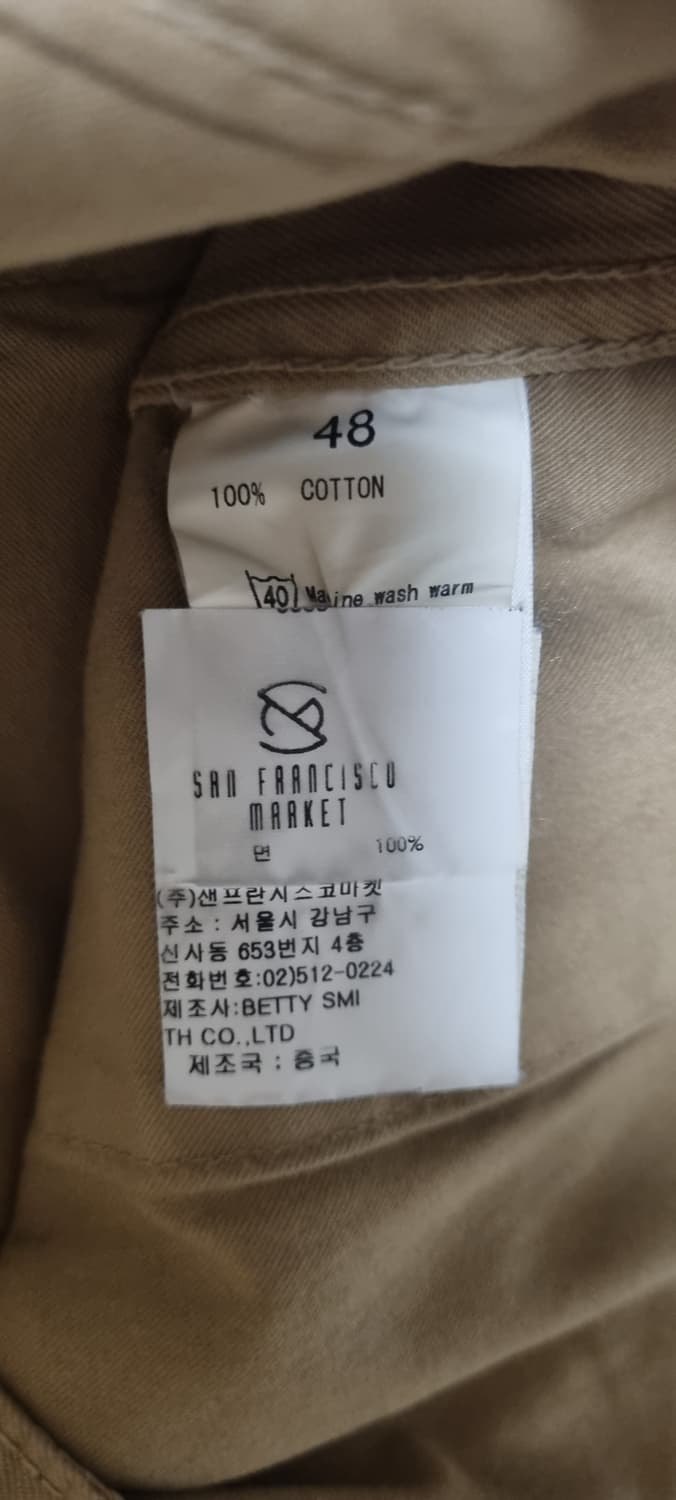 48
100% COTTON
40 wash warm
SAN FRANCISCO
MARKET
면 100%
(주)샌프란시스코마켓
주소 : 서울시 강남구
신사동 653번지 4층
전화번호:02)512-0224
제조사:BETTY SMI
TH CO.,LTD
제조국 : 중국